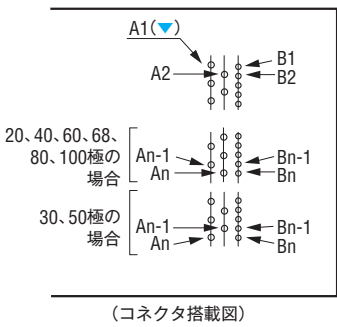 A1(▼)
B1
A2
B2
20、40、60、68、
80、100極の
場合
An-1
An
Bn-1
Bn
30、50極の
場合
An-1
An
Bn-1
Bn
(コネクタ搭載図)